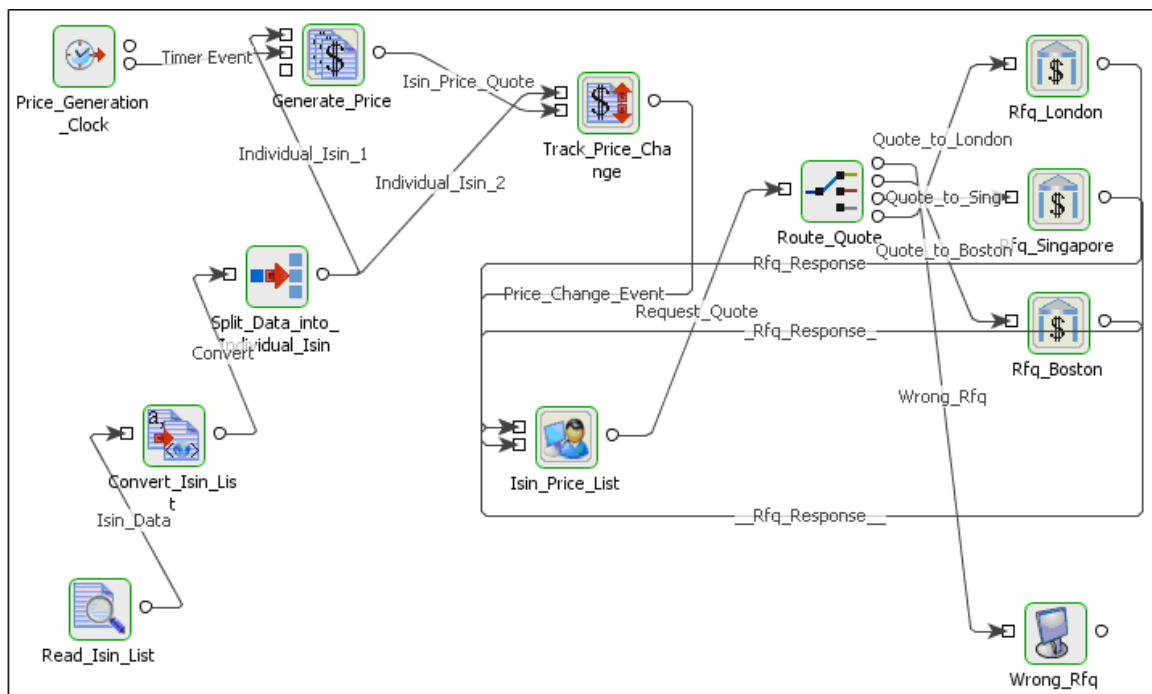 Timer Event
Price_Generation
_Clock
Generate_Price
Isin_Price_Quote
Track_Price_Cha
nge
Individual_Isin_1
Individual_Isin_2
Rfq_London
Quote_to_London
Route_Quote
Quote_to_Sing
Rfq_Singapore
Quote_to_Boston
Rfq_Response
Price_Change_Event
Request_Quote
_Rfq_Response_
Rfq_Boston
Split_Data_into_
Individual_Isin
Convert
Wrong_Rfq
a,
Convert_Isin_Lis
t
Isin_Price_List
Isin_Data
__Rfq_Response__
Read_Isin_List
Wrong_Rfq